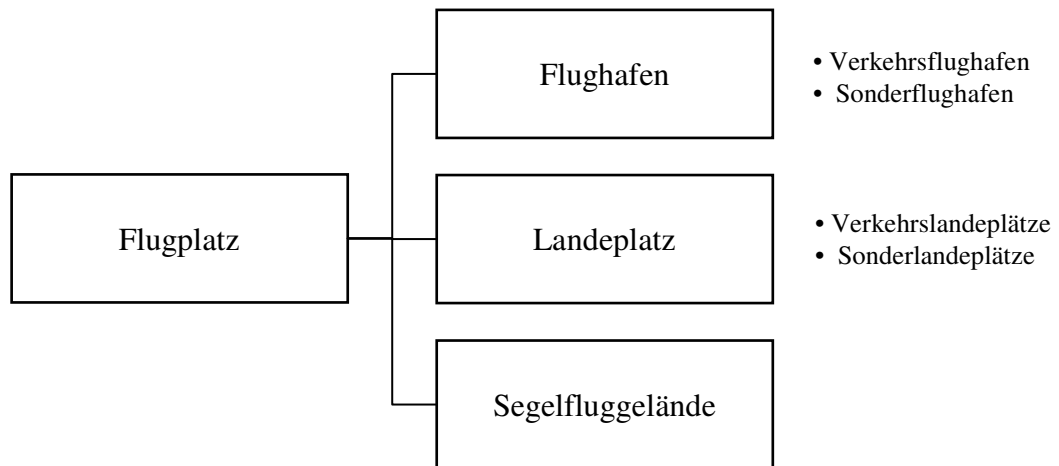 Flughafen
• Verkehrsflughafen
• Sonderflughafen
Flugplatz
Landeplatz
• Verkehrslandeplätze
• Sonderlandeplätze
Segelfluggelände